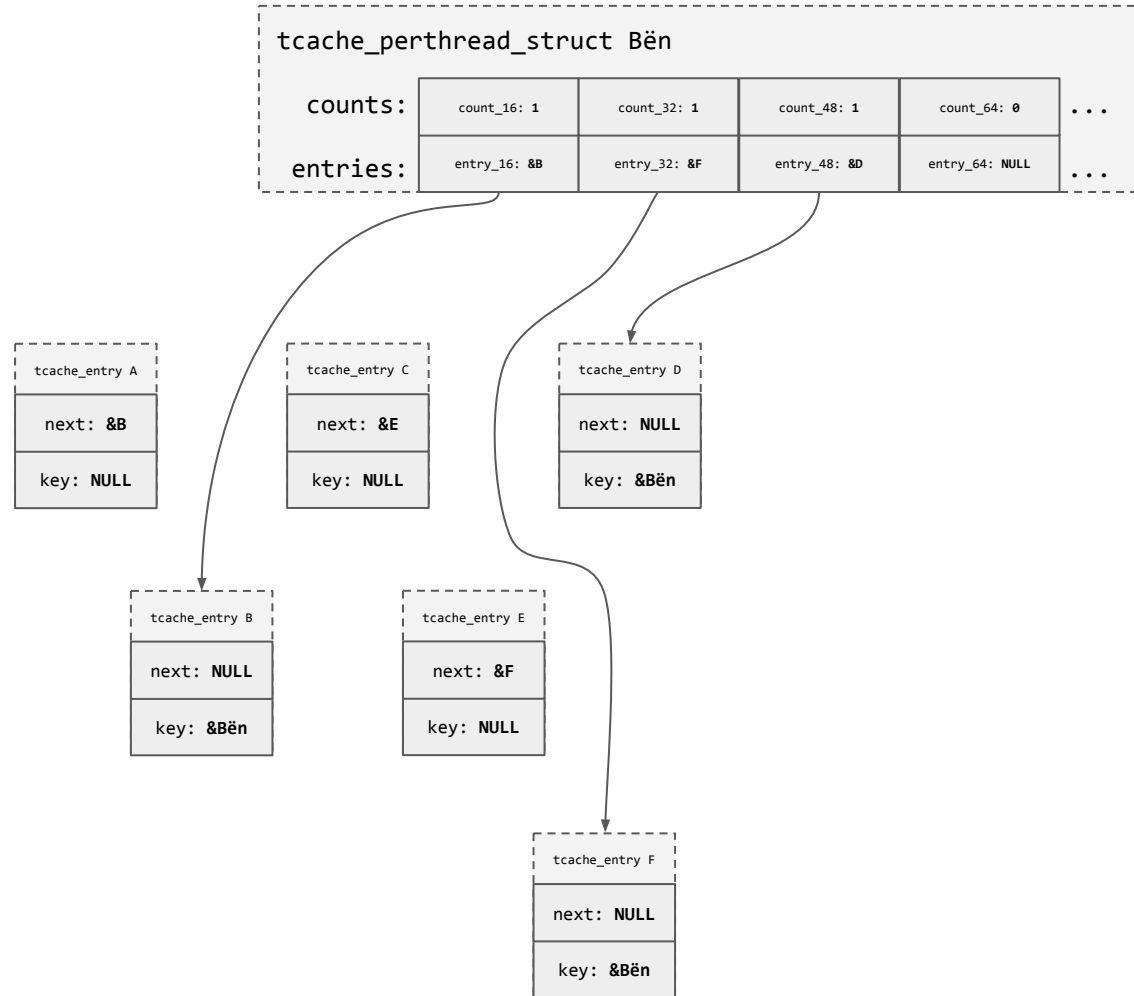 tcache_perthread_struct Bën
counts: count_16: 1 count_32: 1 count_48: 1 count_64: 0 ...
entries: entry_16: &B entry_32: &F entry_48: &D entry_64: NULL ...
tcache_entry A
next: &B
key: NULL
tcache_entry C
next: &E
key: NULL
tcache_entry D
next: NULL
key: &Bën
tcache_entry B
next: NULL
key: &Bën
tcache_entry E
next: &F
key: NULL
tcache_entry F
next: NULL
key: &Bën